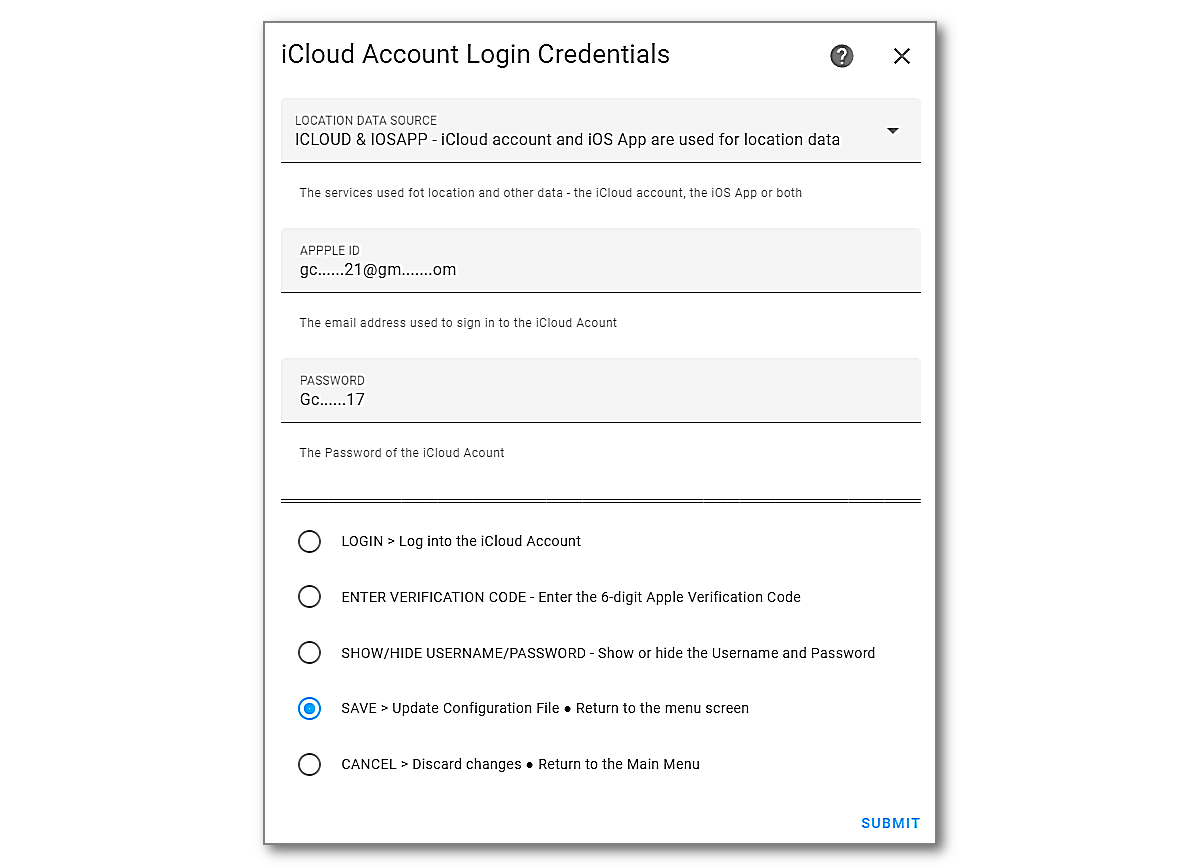 iCloud Account Login Credentials
LOCATION DATA SOURCE
ICLOUD & IOSAPP - iCloud account and iOS App are used for location data
The services used fot location and other data - the iCloud account, the iOS App or both
APPPLE ID
gc......21@gm.......om
The email address used to sign in to the iCloud Acount
PASSWORD
Gc......17
The Password of the iCloud Acount
LOGIN > Log into the iCloud Account
ENTER VERIFICATION CODE - Enter the 6-digit Apple Verification Code
SHOW/HIDE USERNAME/PASSWORD - Show or hide the Username and Password
SAVE > Update Configuration File ● Return to the menu screen
CANCEL > Discard changes ● Return to the Main Menu
SUBMIT